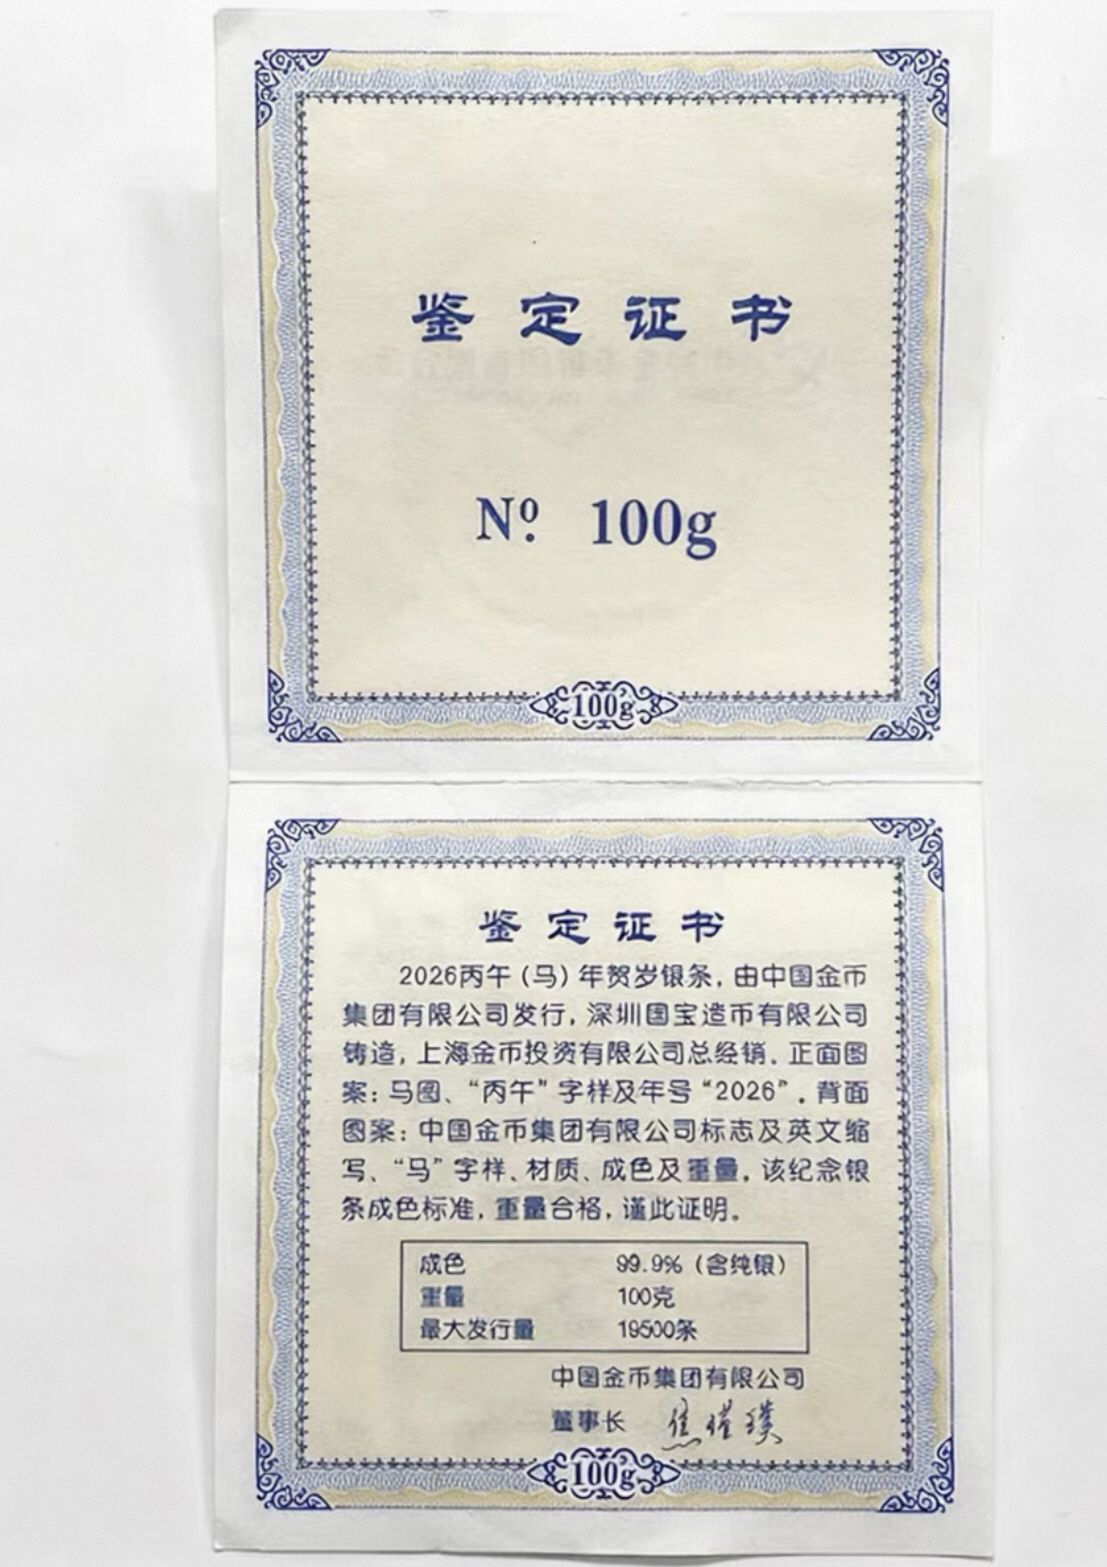 鉴定证书
Nº. 100g
100g
鉴定证书
2026丙午(马)年贺岁银条,由中国金币
集团有限公司发行,深圳国宝造币有限公司
铸造,上海金币投资有限公司总经销。正面图
案:马图、“丙午”字样及年号“2026”。背面
图案:中国金币集团有限公司标志及英文缩
写、“马”字样、材质、成色及重量,该纪念银
条成色标准,重量合格,谨此证明。
成色 99.9%(含纯银)
重量 100克
最大发行量 19500条
中国金币集团有限公司
董事长
100g